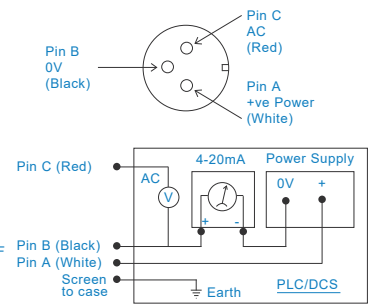 Pin C
AC
(Red)
Pin B
0V
(Black)
Pin A
+ve Power
(White)
Pin C (Red)
AC
V
4-20mA
Power Supply
0V +
+ -
Pin B (Black)
Pin A (White)
Screen
to case
Earth
PLC/DCS